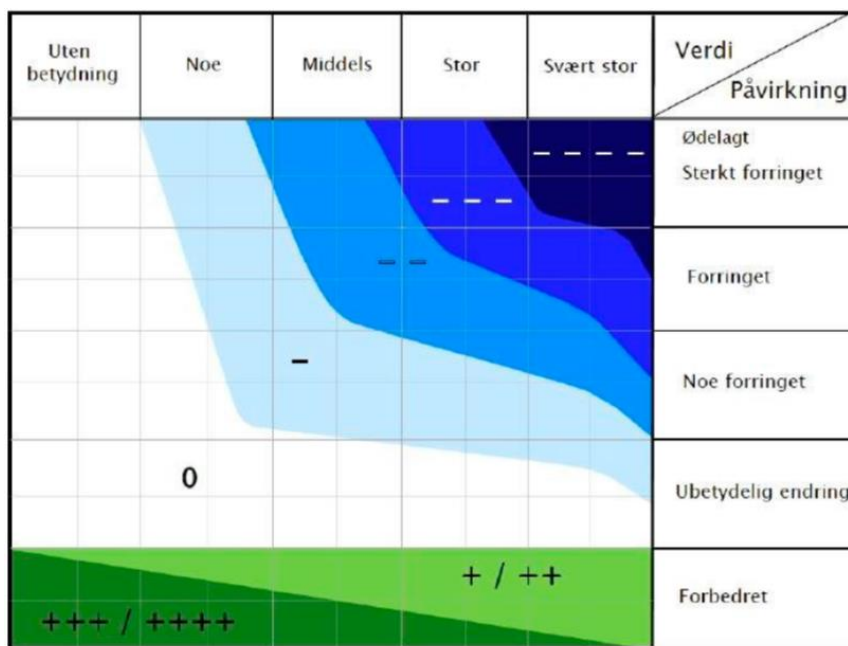 Uten
betydning
Noe
Middels
Stor
Svært stor
Verdi
Påvirkning
Ødelagt
Sterkt forringet
Forringet
Noe forringet
Ubetydelig endring
Forbedret
– – – –
– – –
– –
–
0
+ / ++
+++ / ++++